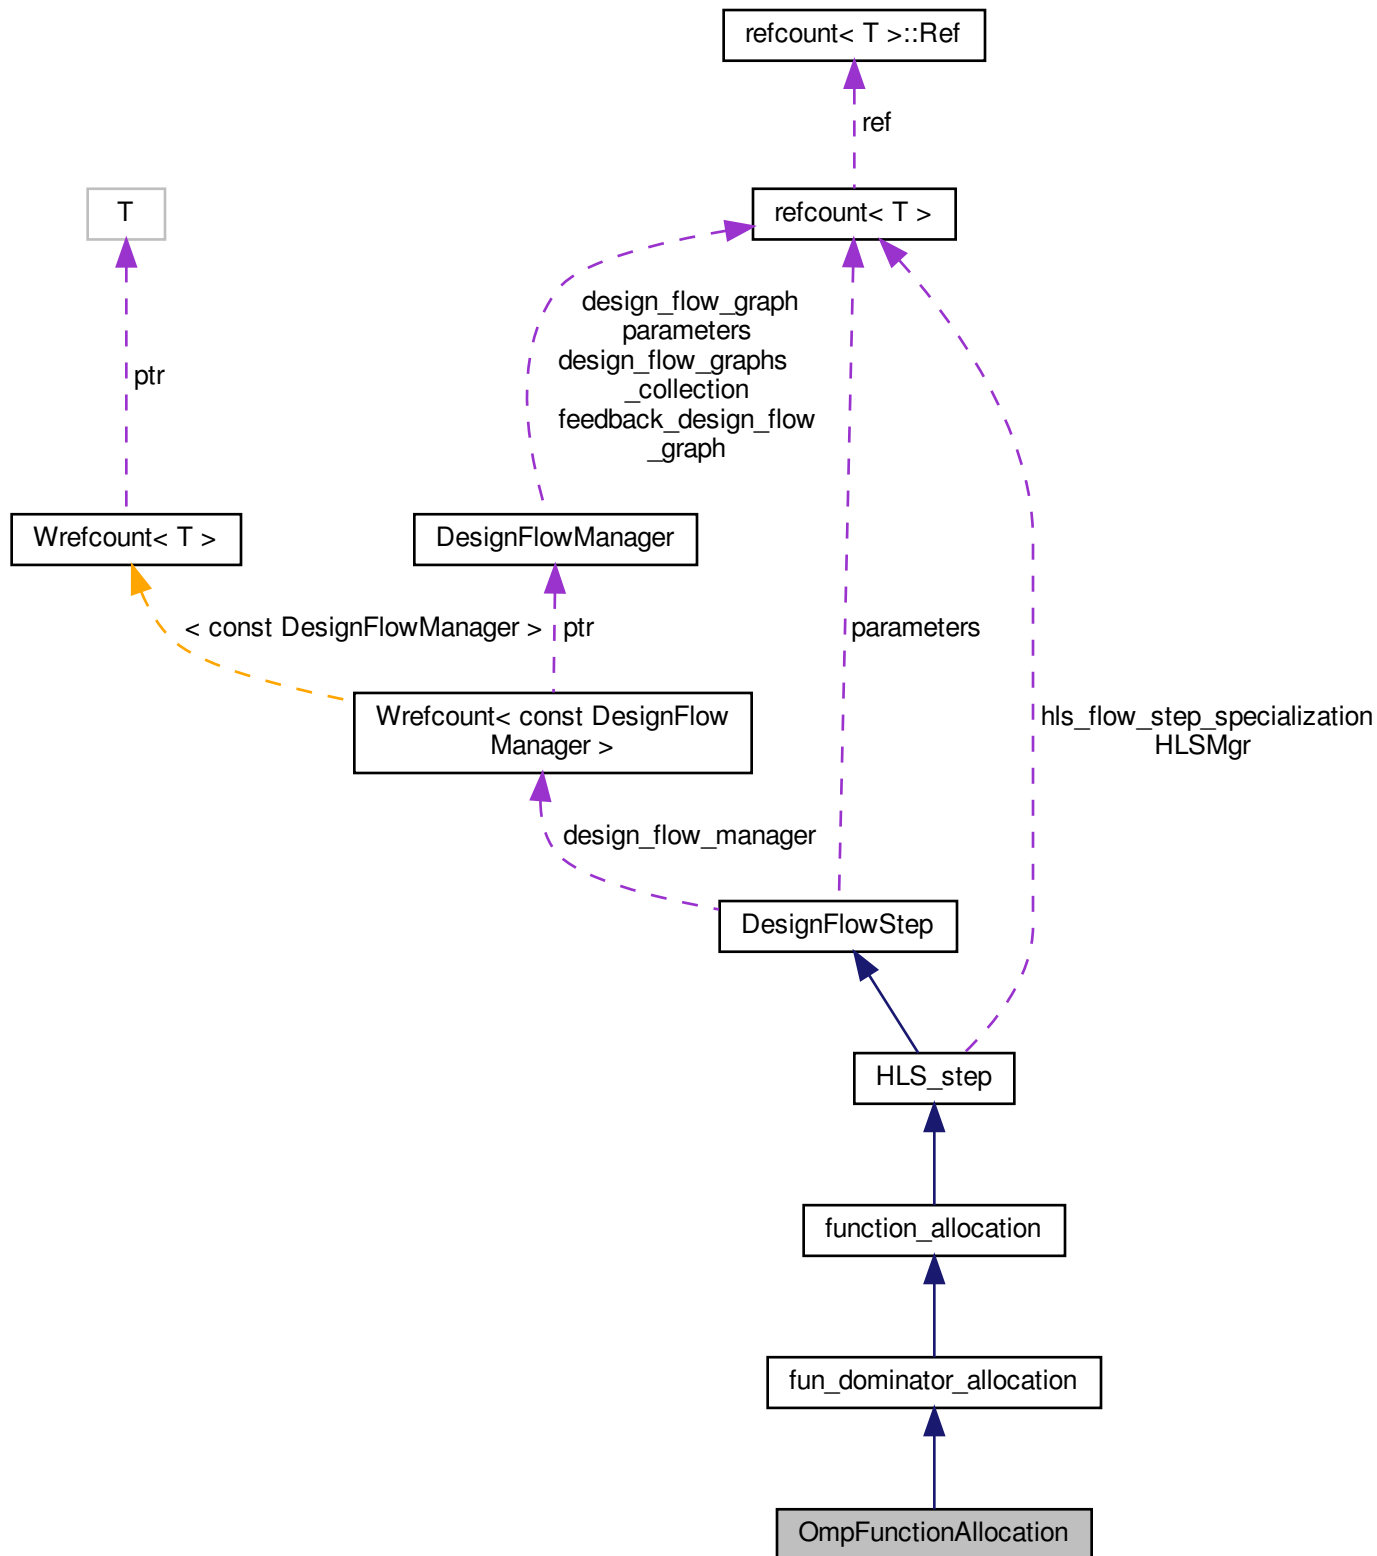 refcount< T >::Ref
ref
T
refcount< T >
design_flow_graph
parameters
design_flow_graphs
_collection
feedback_design_flow
_graph
ptr
Wrefcount< T >
DesignFlowManager
< const DesignFlowManager >
ptr
parameters
Wrefcount< const DesignFlow
Manager >
hls_flow_step_specialization
HLSMgr
design_flow_manager
DesignFlowStep
HLS_step
function_allocation
fun_dominator_allocation
OmpFunctionAllocation